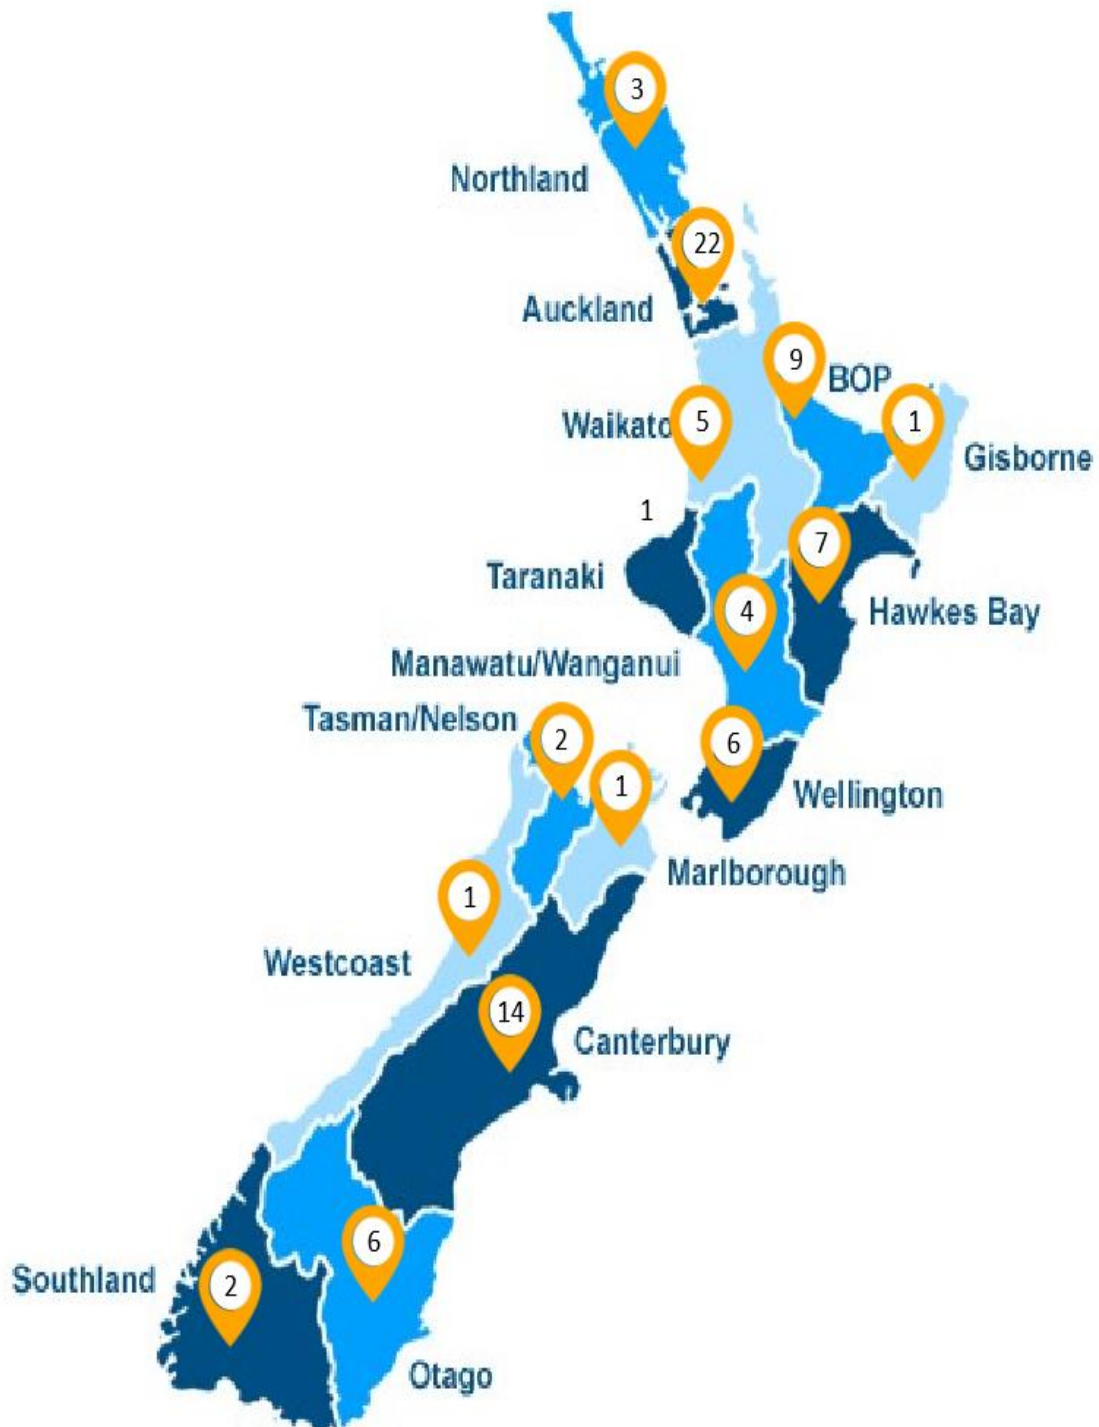 3
Northland
22
Auckland
9
BOP
Waikato
5
1
Gisborne
1
Taranaki
7
Hawkes Bay
4
Manawatu/Wanganui
Tasman/Nelson
2
6
Wellington
1
Marlborough
1
Westcoast
14
Canterbury
6
Southland
2
Otago